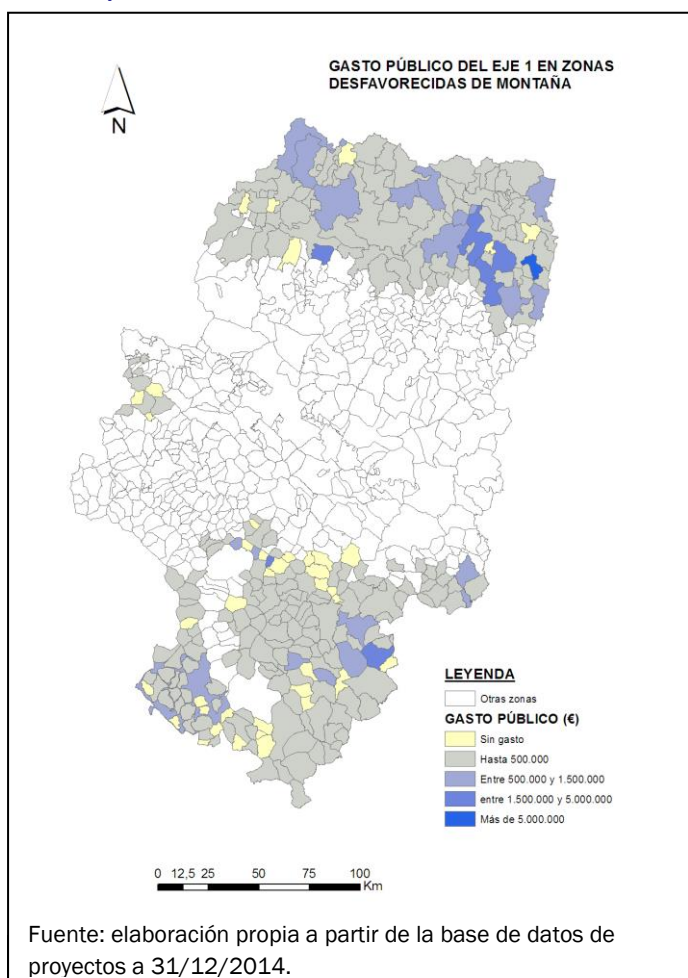 GASTO PÚBLICO DEL EJE 1 EN ZONAS
DESFAVORECIDAS DE MONTAÑA
N
LEYENDA
Otras zonas
GASTO PÚBLICO (€)
Sin gasto
Hasta 500.000
Entre 500.000 y 1.500.000
entre 1.500.000 y 5.000.000
Más de 5.000.000
0 12,5 25 50 75 100
Km
Fuente: elaboración propia a partir de la base de datos de
proyectos a 31/12/2014.